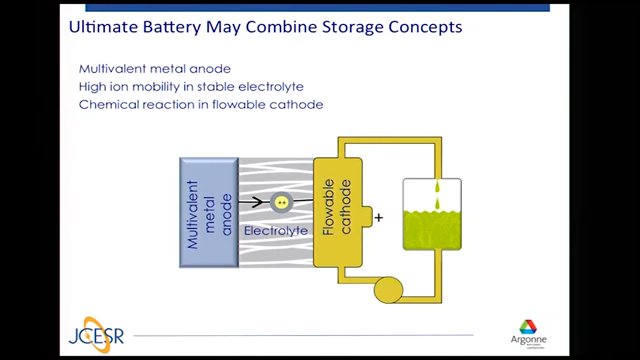 Ultimate Battery May Combine Storage Concepts
Multivalent metal anode
High ion mobility in stable electrolyte
Chemical reaction in flowable cathode
Multivalent
metal
anode
++
Electrolyte
Flowable
cathode
+
JCESR
Argonne